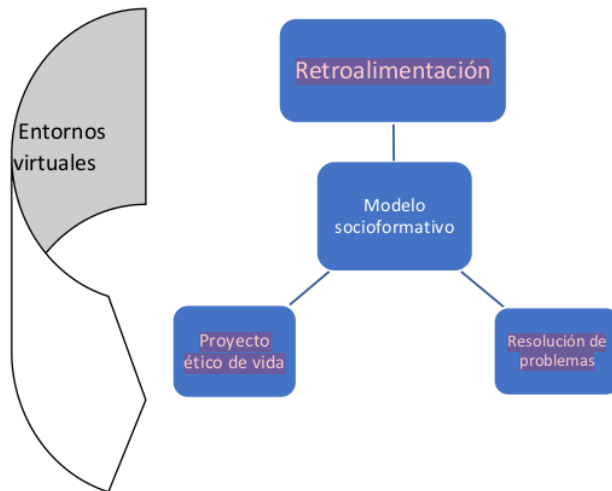 Retroalimentación
Entornos
virtuales
Modelo
socioformativo
Proyecto
ético de vida
Resolución de
problemas